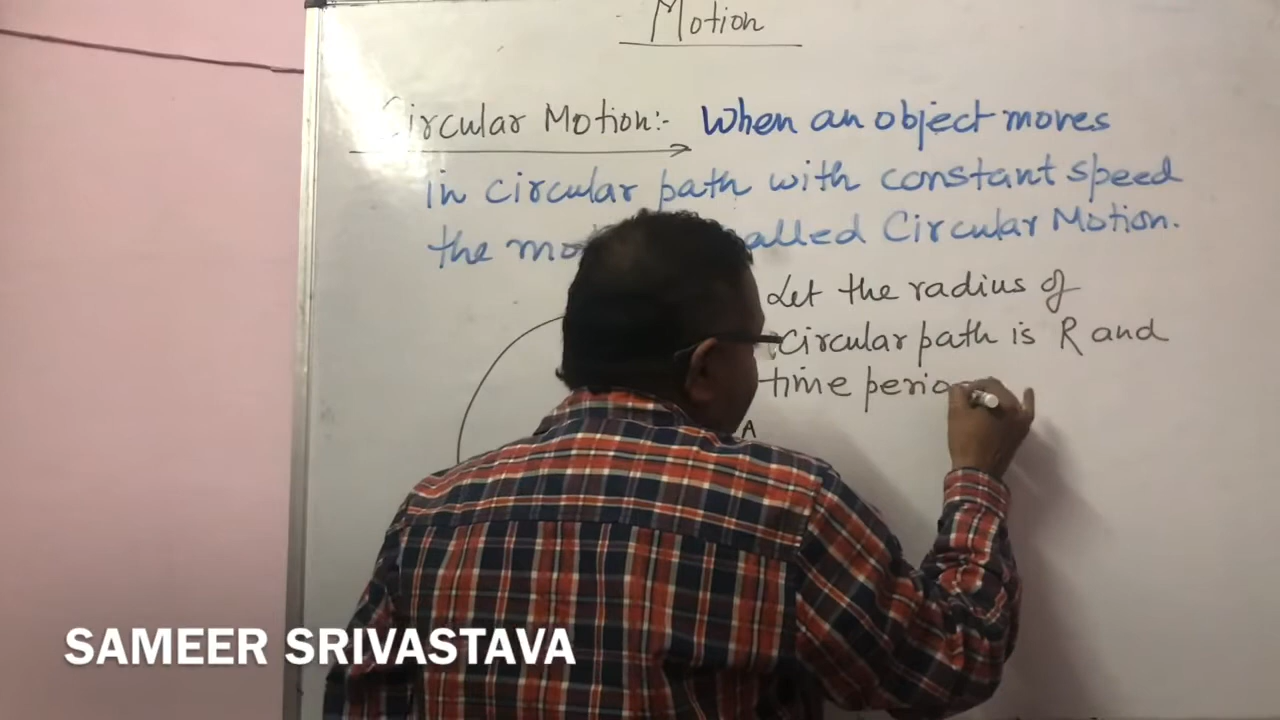 Motion
Circular Motion:- When an object moves
in circular path with constant speed
the called Circular Motion.
Let the radius of
circular path is R and
time perio
A
SAMEER SRIVASTAVA